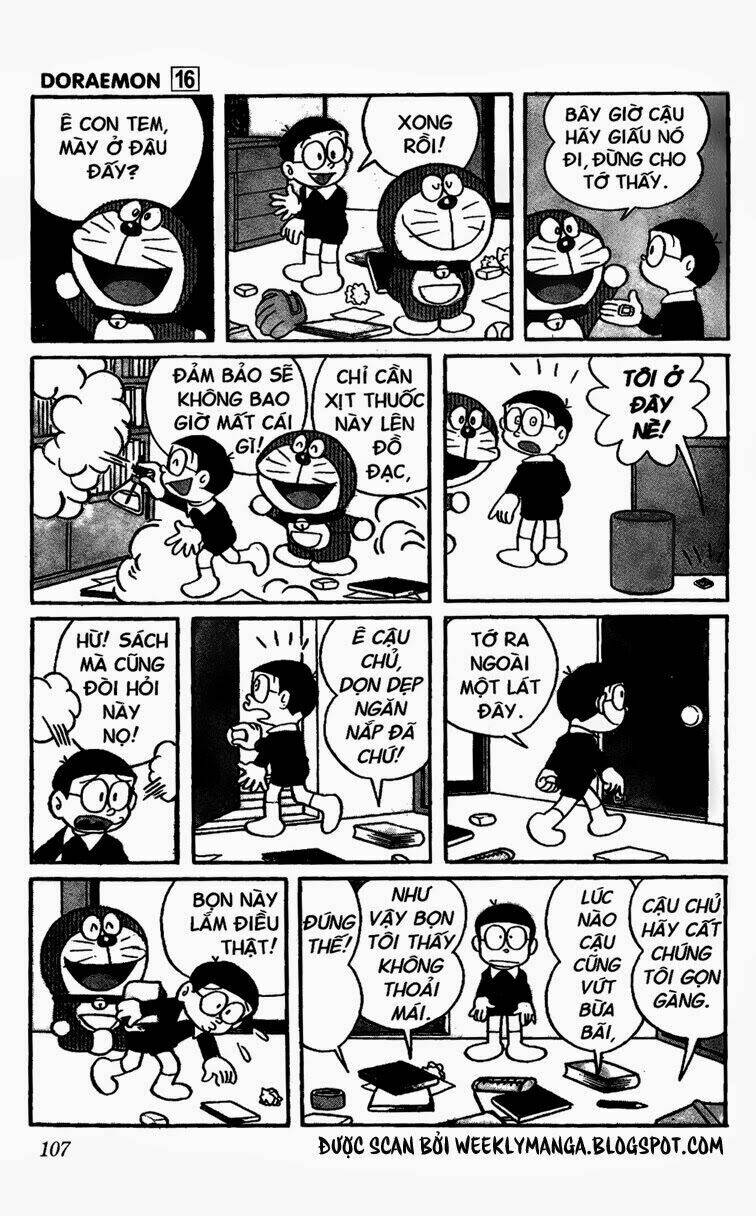 DORAEMON 16
BÂY GIỜ CẬU
HÃY GIẤU NÓ
ĐI, ĐỪNG CHO
TỚ THẤY.
XONG
RỒI!
Ê CON TEM,
MÀY Ở ĐÂU
ĐẤY?
TÔI Ở
ĐÂY
NÈ!
CHỈ CẦN
XỊT THUỐC
NÀY LÊN
ĐỒ
ĐẠC,
ĐẢM BẢO SẼ
KHÔNG BAO
GIỜ MẤT CÁI
GÌ!
TỚ RA
NGOÀI
MỘT LÁT
ĐÂY.
Ê CẬU
CHỦ,
DỌN DẸP
NGĂN
NẮP ĐÃ
CHỨ!
HỪ! SÁCH
MÀ CŨNG
ĐÒI HỎI
NÀY
NỌ!
CẬU CHỦ
HÃY CẤT
CHÚNG
TÔI GỌN
GÀNG.
LÚC
NÀO
CẬU
CŨNG
VỨT
BỪA
BÃI,
NHƯ
VẬY BỌN
TÔI THẤY
KHÔNG
THOẢI
MÁI.
ĐÚNG
THẾ!
BỌN NÀY
LẮM ĐIỀU
THẬT!
107
ĐƯỢC SCAN BỞI WEEKLYMANGA.BLOGSPOT.COM